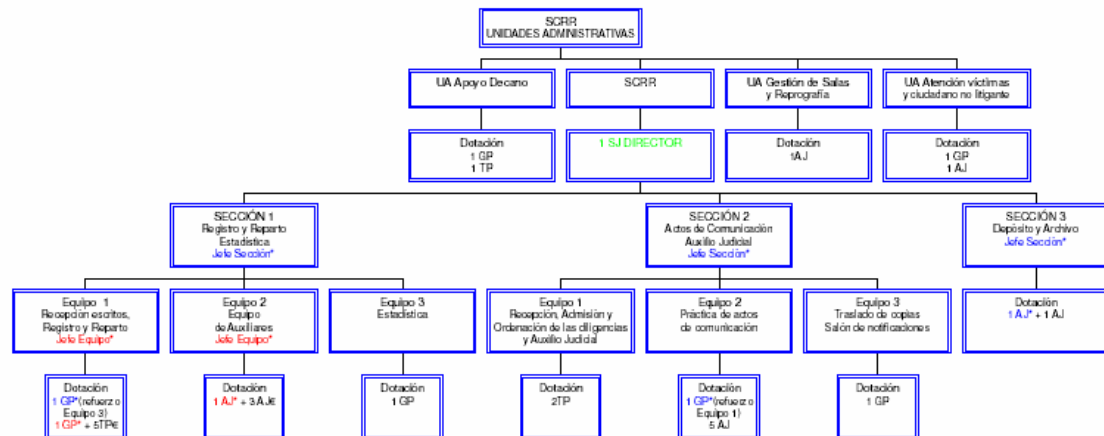 SCRR
UNIDADES ADMINISTRATIVAS
UA Apoyo Decano
SCRR
UA Gestión de Salas
y Reprografía
UA Atención víctimas
y ciudadano no litigante
Dotación
1 GP
1 TP
1 SJ DIRECTOR
Dotación
1AJ
Dotación
1 GP
1 AJ
SECCIÓN 1
Registro y Reparto
Estadística
Jefe Sección*
SECCIÓN 2
Actos de Comunicación
Auxilio Judicial
Jefe Sección*
SECCIÓN 3
Depósito y Archivo
Jefe Sección*
Equipo 1
Recepción escritos,
Registro y Reparto
Jefe Equipo*
Equipo 2
Equipo
de Auxiliares
Jefe Equipo*
Equipo 3
Estadística
Equipo 1
Recepción, Admisión y
Ordenación de las diligencias
y Auxilio Judicial
Equipo 2
Práctica de actos
de comunicación
Equipo 3
Traslado de copias
Salón de notificaciones
Dotación
1 AJ* + 1 AJ
Dotación
1 GP*(refuerzo
Equipo 3)
1 GP* + 5TP€
Dotación
1 AJ* + 3AJ€
Dotación
1 GP
Dotación
2TP
Dotación
1 GP*(refuerzo
Equipo 1)
5 AJ
Dotación
1 GP